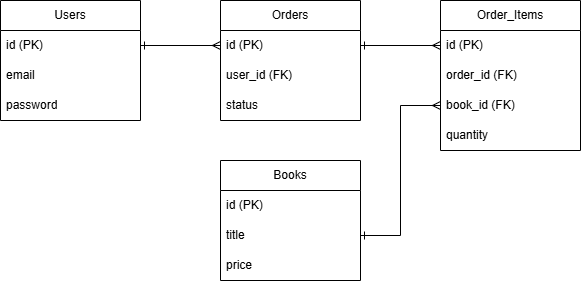 Users
id (PK)
email
password
Orders
id (PK)
user_id (FK)
status
Order_Items
id (PK)
order_id (FK)
book_id (FK)
quantity
Books
id (PK)
title
price